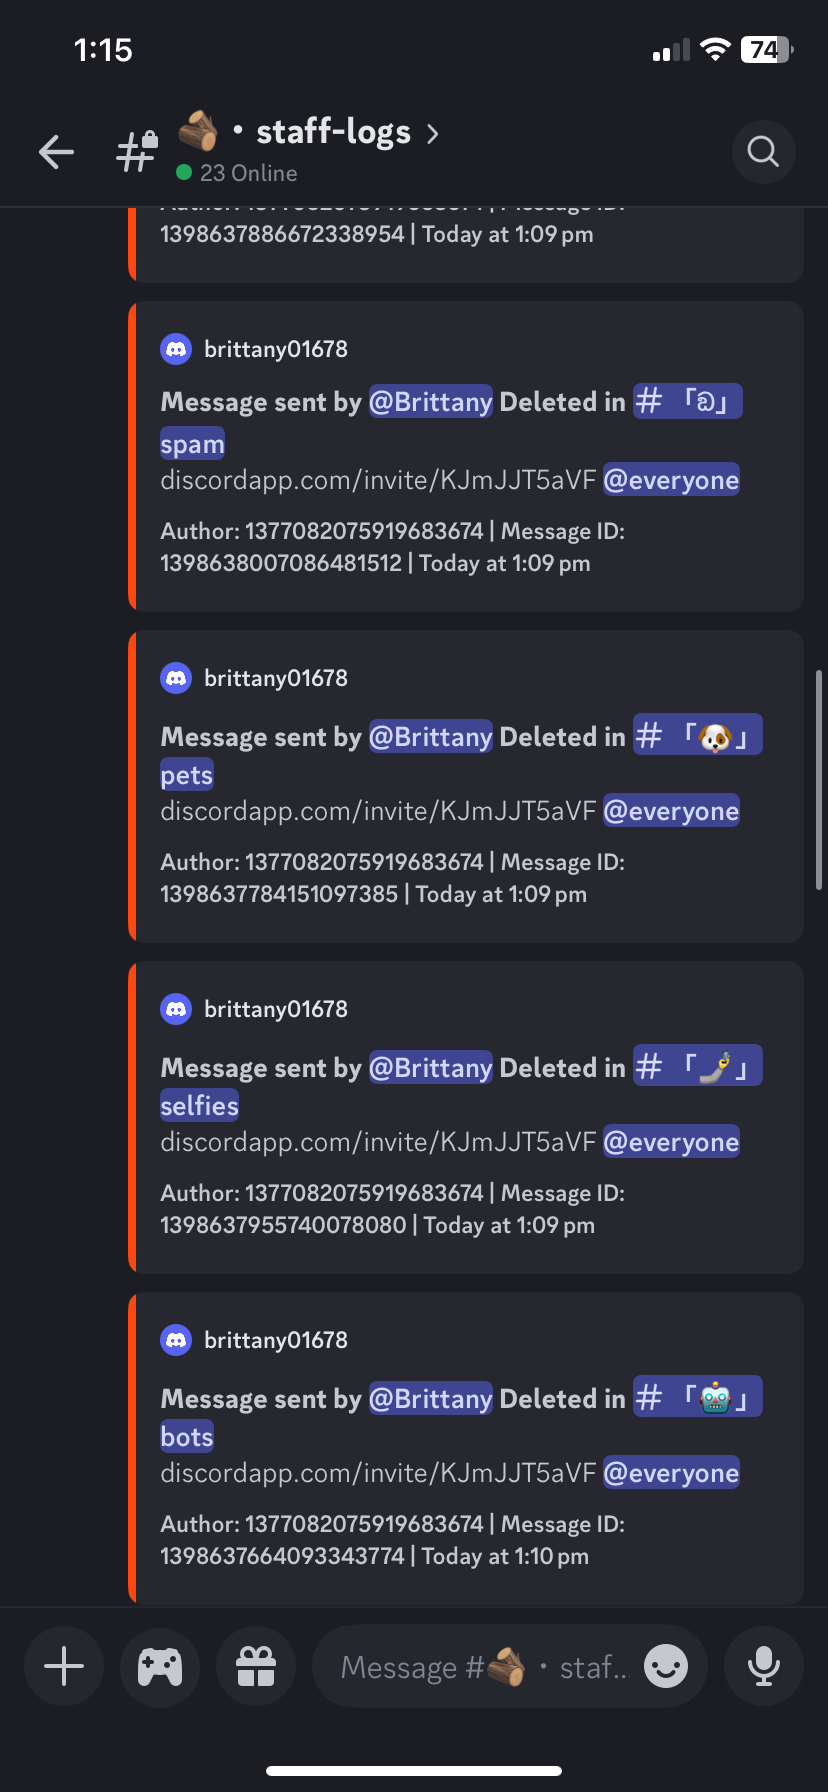 1:15
74
🪵 • staff-logs
23 Online
1398637886672338954 | Today at 1:09 pm
brittany01678
Message sent by @Brittany Deleted in # 「ඞ」
spam
discordapp.com/invite/KJmJJT5aVF @everyone
Author: 1377082075919683674 | Message ID:
1398638007086481512 | Today at 1:09 pm
brittany01678
Message sent by @Brittany Deleted in # 「🐶」
pets
discordapp.com/invite/KJmJJT5aVF @everyone
Author: 1377082075919683674 | Message ID:
1398637784151097385 | Today at 1:09 pm
brittany01678
Message sent by @Brittany Deleted in # 「🤳」
selfies
discordapp.com/invite/KJmJJT5aVF @everyone
Author: 1377082075919683674 | Message ID:
1398637955740078080 | Today at 1:09 pm
brittany01678
Message sent by @Brittany Deleted in # 「🤖」
bots
discordapp.com/invite/KJmJJT5aVF @everyone
Author: 1377082075919683674 | Message ID:
1398637664093343774 | Today at 1:10 pm
Message #🪵 • staf...